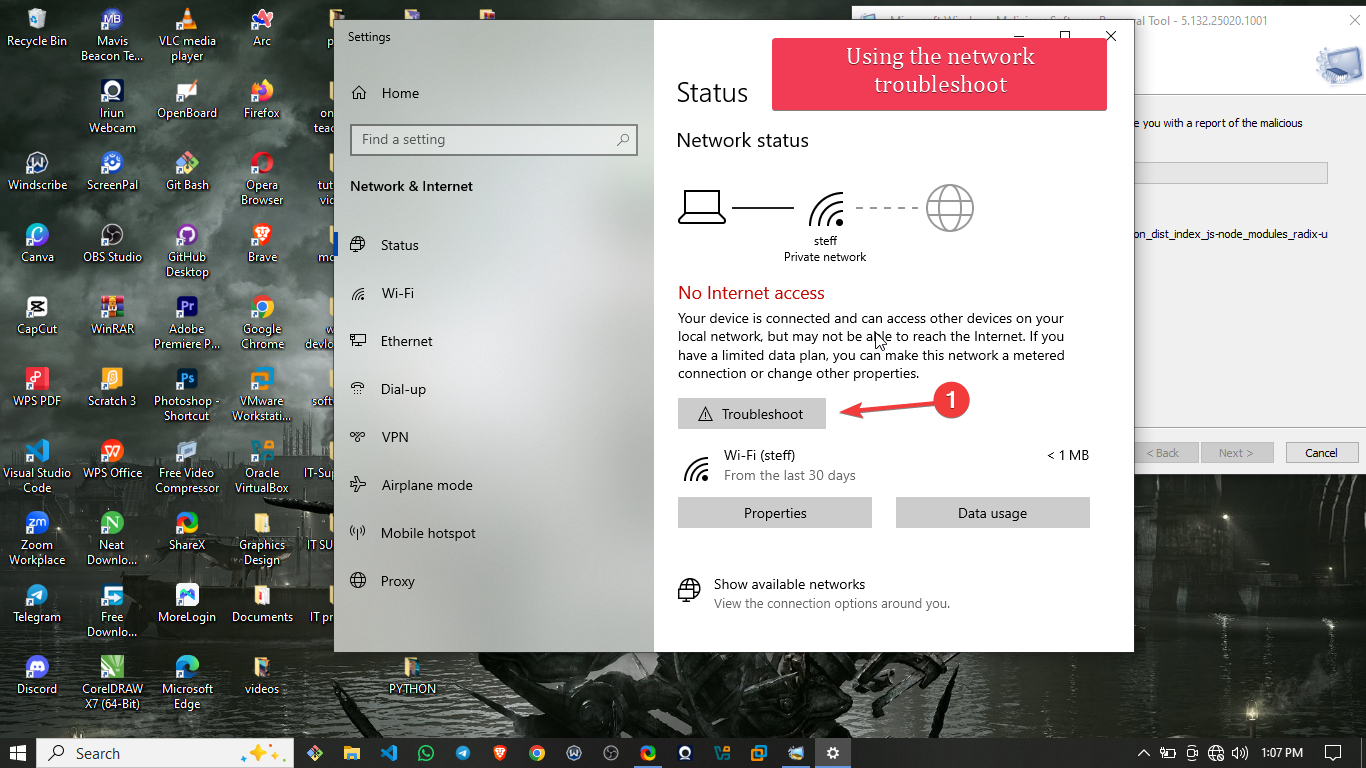 Recycle Bin
Mavis
Beacon Te...
VLC media
player
Arc
Iriun
Webcam
OpenBoard
Firefox
Windscribe
ScreenPal
Git Bash
Opera
Browser
Canva
OBS Studio
GitHub
Desktop
Brave
CapCut
WinRAR
Adobe
Premiere P...
Google
Chrome
WPS PDF
Scratch 3
Photoshop -
Shortcut
VMware
Workstati...
Visual Studio
Code
WPS Office
Free Video
Compressor
Oracle
VirtualBox
IT-Sup
Zoom
Workplace
Neat
Downlo...
ShareX
Graphics
Design
IT SU
Telegram
Free
Downlo...
MoreLogin
Documents
IT pr
Discord
CorelDRAW
X7 (64-Bit)
Microsoft
Edge
videos
PYTHON
Settings
Home
Find a setting
Network & Internet
Status
Wi-Fi
Ethernet
Dial-up
VPN
Airplane mode
Mobile hotspot
Proxy
Using the network
troubleshoot
Status
Network status
steff
Private network
No Internet access
Your device is connected and can access other devices on your
local network, but may not be able to reach the Internet. If you
have a limited data plan, you can make this network a metered
connection or change other properties.
Troubleshoot
1
Wi-Fi (steff)
< 1 MB
From the last 30 days
Properties
Data usage
Show available networks
View the connection options around you.
al Tool - 5.132.25020.1001
e you with a report of the malicious
on_dist_index_js-node_modules_radix-u
< Back
Next >
Cancel
Search
1:07 PM